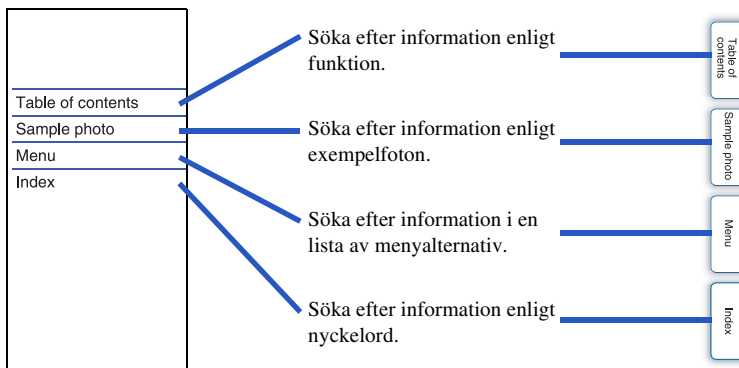 Table of contents
Sample photo
Menu
Index
Söka efter information enligt
funktion.
Söka efter information enligt
exempelfoton.
Söka efter information i en
lista av menyalternativ.
Söka efter information enligt
nyckelord.
Table of
contents
Sample photo
Menu
Index